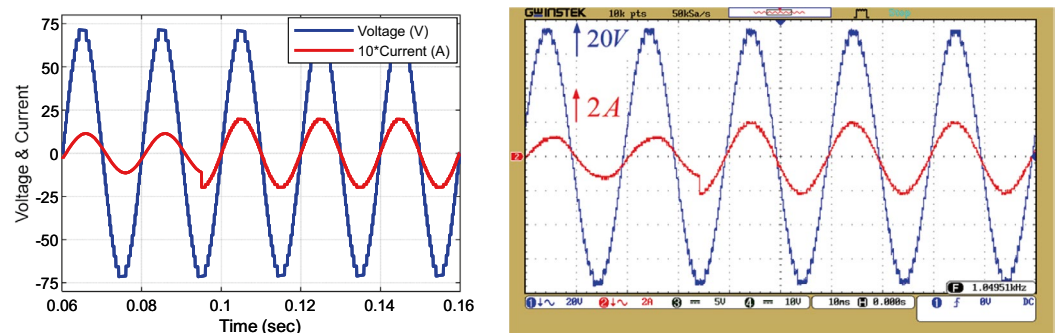 75
50
25
0
-25
-50
-75
Voltage & Current
Voltage (V)
10*Current (A)
0.06
0.08
0.1
0.12
0.14
0.16
Time (sec)
GWINSTEK 10k pts 50kSa/s Stop
20V
2A
2
F 1.04951kHz
1 20V 2 2A 3 5V 4 10V 10ms H 0.000s 1 0V DC